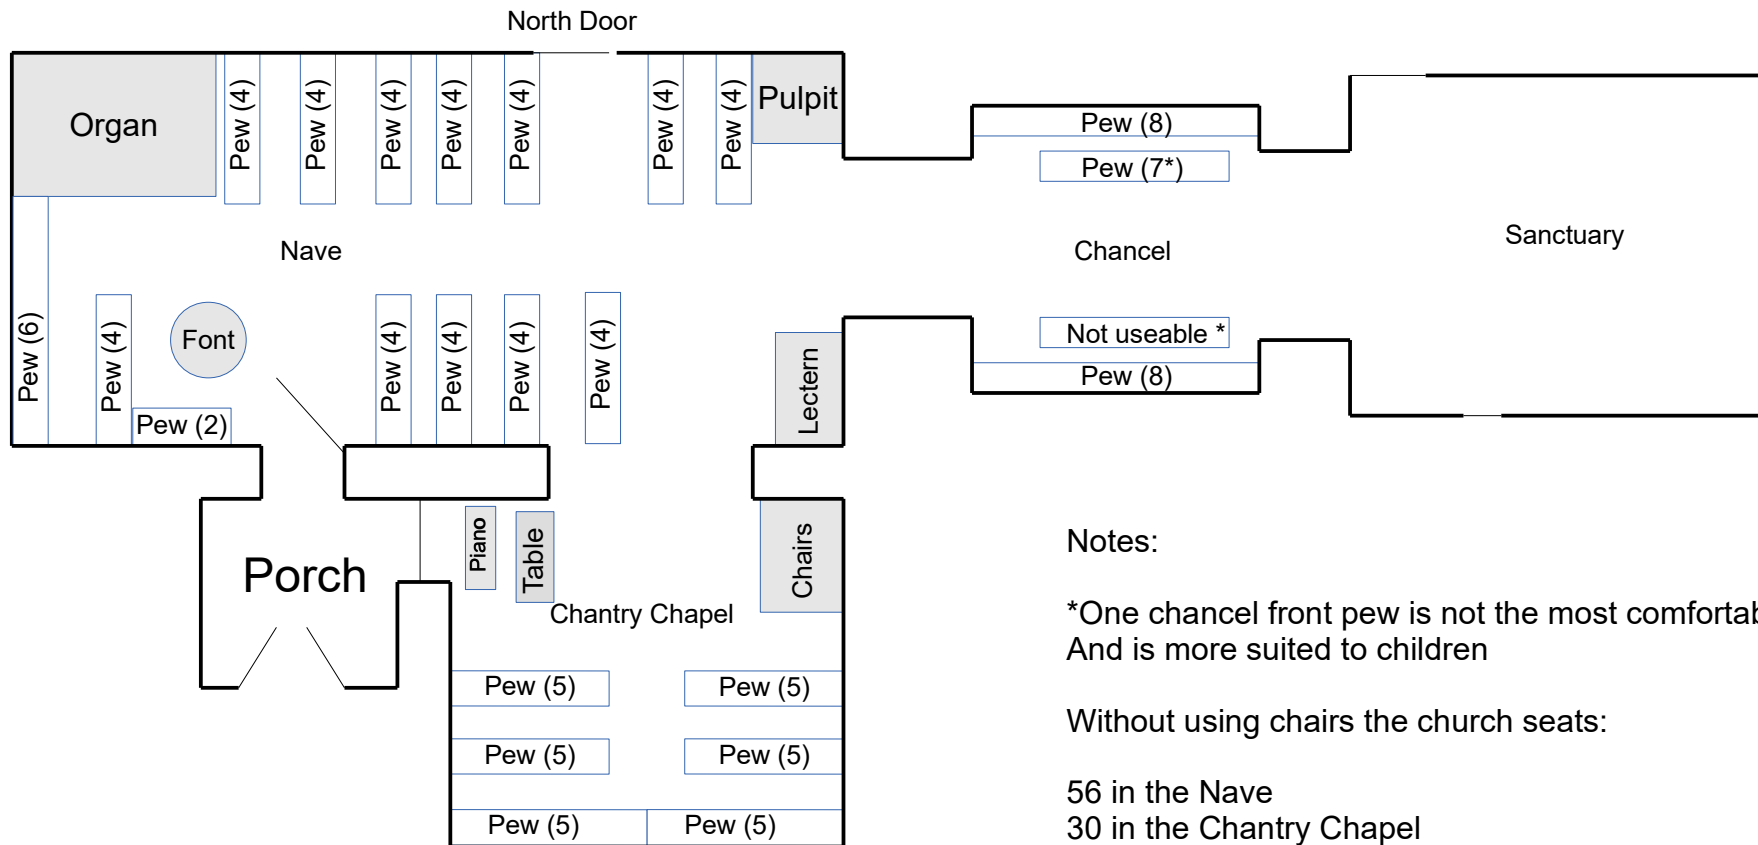 North Door
Organ
Pew (4)
Pew (4)
Pew (4)
Pew (4)
Pew (4)
Pew (4)
Pew (4)
Pulpit
Pew (8)
Pew (7*)
Nave
Chancel
Sanctuary
Pew (6)
Pew (4)
Font
Pew (2)
Pew (4)
Pew (4)
Pew (4)
Pew (4)
Lectern
Not useable *
Pew (8)
Porch
Piano
Table
Chairs
Chantry Chapel
Pew (5)
Pew (5)
Pew (5)
Pew (5)
Pew (5)
Pew (5)
Notes:
*One chancel front pew is not the most
And is more suited to children
Without using chairs the church seats:
56 in the Nave
30 in the Chantry Chapel